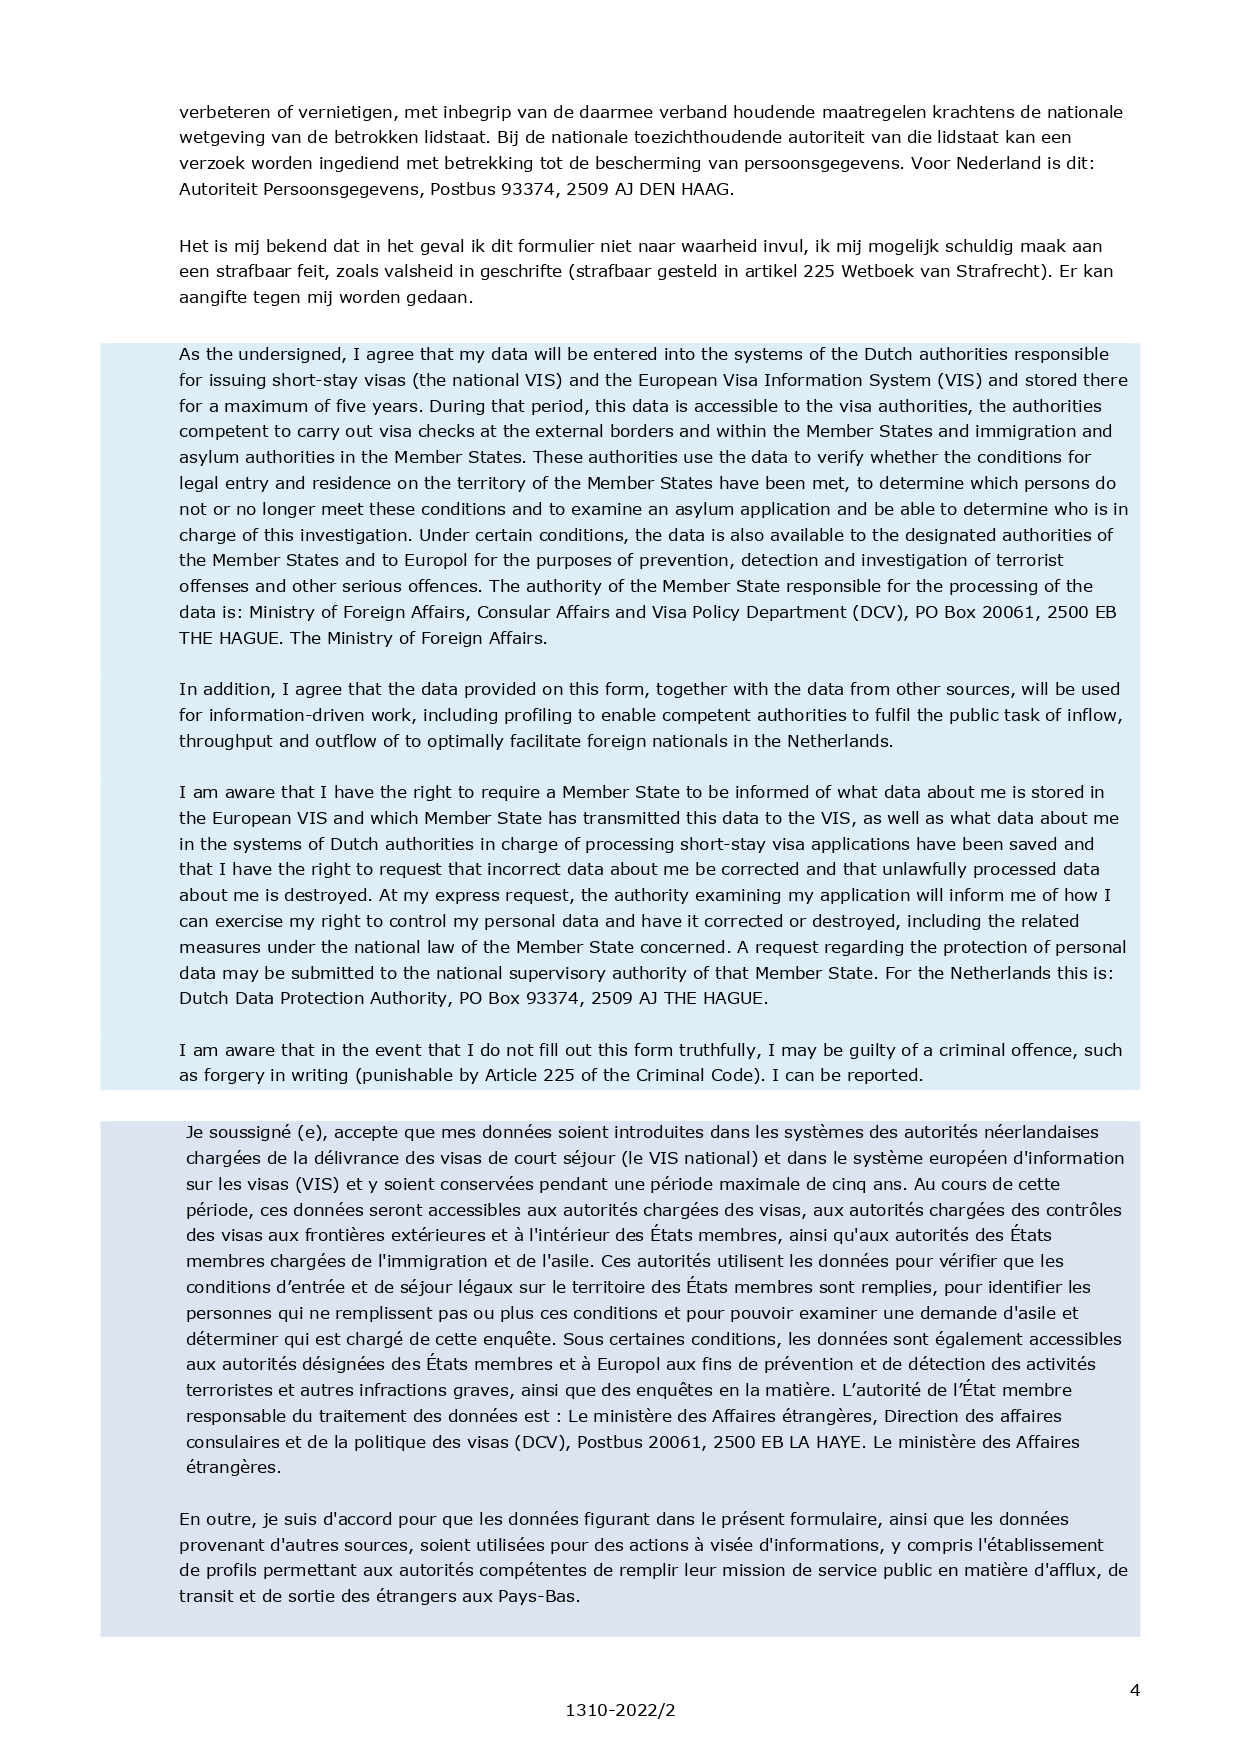 verbeteren of vernietigen, met inbegrip van de daarmee verband houdende maatregelen krachtens de nationale
wetgeving van de betrokken lidstaat. Bij de nationale toezichthoudende autoriteit van die lidstaat kan een
verzoek worden ingediend met betrekking tot de bescherming van persoonsgegevens. Voor Nederland is dit:
Autoriteit Persoonsgegevens, Postbus 93374, 2509 AJ DEN HAAG.
Het is mij bekend dat in het geval ik dit formulier niet naar waarheid invul, ik mij mogelijk schuldig maak aan
een strafbaar feit, zoals valsheid in geschrifte (strafbaar gesteld in artikel 225 Wetboek van Strafrecht). Er kan
aangifte tegen mij worden gedaan.
As the undersigned, I agree that my data will be entered into the systems of the Dutch authorities responsible
for issuing short-stay visas (the national VIS) and the European Visa Information System (VIS) and stored there
for a maximum of five years. During that period, this data is accessible to the visa authorities, the authorities
competent to carry out visa checks at the external borders and within the Member States and immigration and
asylum authorities in the Member States. These authorities use the data to verify whether the conditions for
legal entry and residence on the territory of the Member States have been met, to determine which persons do
not or no longer meet these conditions and to examine an asylum application and be able to determine who is in
charge of this investigation. Under certain conditions, the data is also available to the designated authorities of
the Member States and to Europol for the purposes of prevention, detection and investigation of terrorist
offenses and other serious offences. The authority of the Member State responsible for the processing of the
data is: Ministry of Foreign Affairs, Consular Affairs and Visa Policy Department (DCV), PO Box 20061, 2500 EB
THE HAGUE. The Ministry of Foreign Affairs.
In addition, I agree that the data provided on this form, together with the data from other sources, will be used
for information-driven work, including profiling to enable competent authorities to fulfil the public task of inflow,
throughput and outflow of to optimally facilitate foreign nationals in the Netherlands.
I am aware that I have the right to require a Member State to be informed of what data about me is stored in
the European VIS and which Member State has transmitted this data to the VIS, as well as what data about me
in the systems of Dutch authorities in charge of processing short-stay visa applications have been saved and
that I have the right to request that incorrect data about me be corrected and that unlawfully processed data
about me is destroyed. At my express request, the authority examining my application will inform me of how I
can exercise my right to control my personal data and have it corrected or destroyed, including the related
measures under the national law of the Member State concerned. A request regarding the protection of personal
data may be submitted to the national supervisory authority of that Member State. For the Netherlands this is:
Dutch Data Protection Authority, PO Box 93374, 2509 AJ THE HAGUE.
I am aware that in the event that I do not fill out this form truthfully, I may be guilty of a criminal offence, such
as forgery in writing (punishable by Article 225 of the Criminal Code). I can be reported.
Je soussigné (e), accepte que mes données soient introduites dans les systèmes des autorités néerlandaises
chargées de la délivrance des visas de court séjour (le VIS national) et dans le système européen d'information
sur les visas (VIS) et y soient conservées pendant une période maximale de cinq ans. Au cours de cette
période, ces données seront accessibles aux autorités chargées des visas, aux autorités chargées des contrôles
des visas aux frontières extérieures et à l'intérieur des États membres, ainsi qu'aux autorités des États
membres chargées de l'immigration et de l'asile. Ces autorités utilisent les données pour vérifier que les
conditions d’entrée et de séjour légaux sur le territoire des États membres sont remplies, pour identifier les
personnes qui ne remplissent pas ou plus ces conditions et pour pouvoir examiner une demande d'asile et
déterminer qui est chargé de cette enquête. Sous certaines conditions, les données sont également accessibles
aux autorités désignées des États membres et à Europol aux fins de prévention et de détection des activités
terroristes et autres infractions graves, ainsi que des enquêtes en la matière. L’autorité de l’État membre
responsable du traitement des données est : Le ministère des Affaires étrangères, Direction des affaires
consulaires et de la politique des visas (DCV), Postbus 20061, 2500 EB LA HAYE. Le ministère des Affaires
étrangères.
En outre, je suis d'accord pour que les données figurant dans le présent formulaire, ainsi que les données
provenant d'autres sources, soient utilisées pour des actions à visée d'informations, y compris l'établissement
de profils permettant aux autorités compétentes de remplir leur mission de service public en matière d'afflux, de
transit et de sortie des étrangers aux Pays-Bas.
4
1310-2022/2